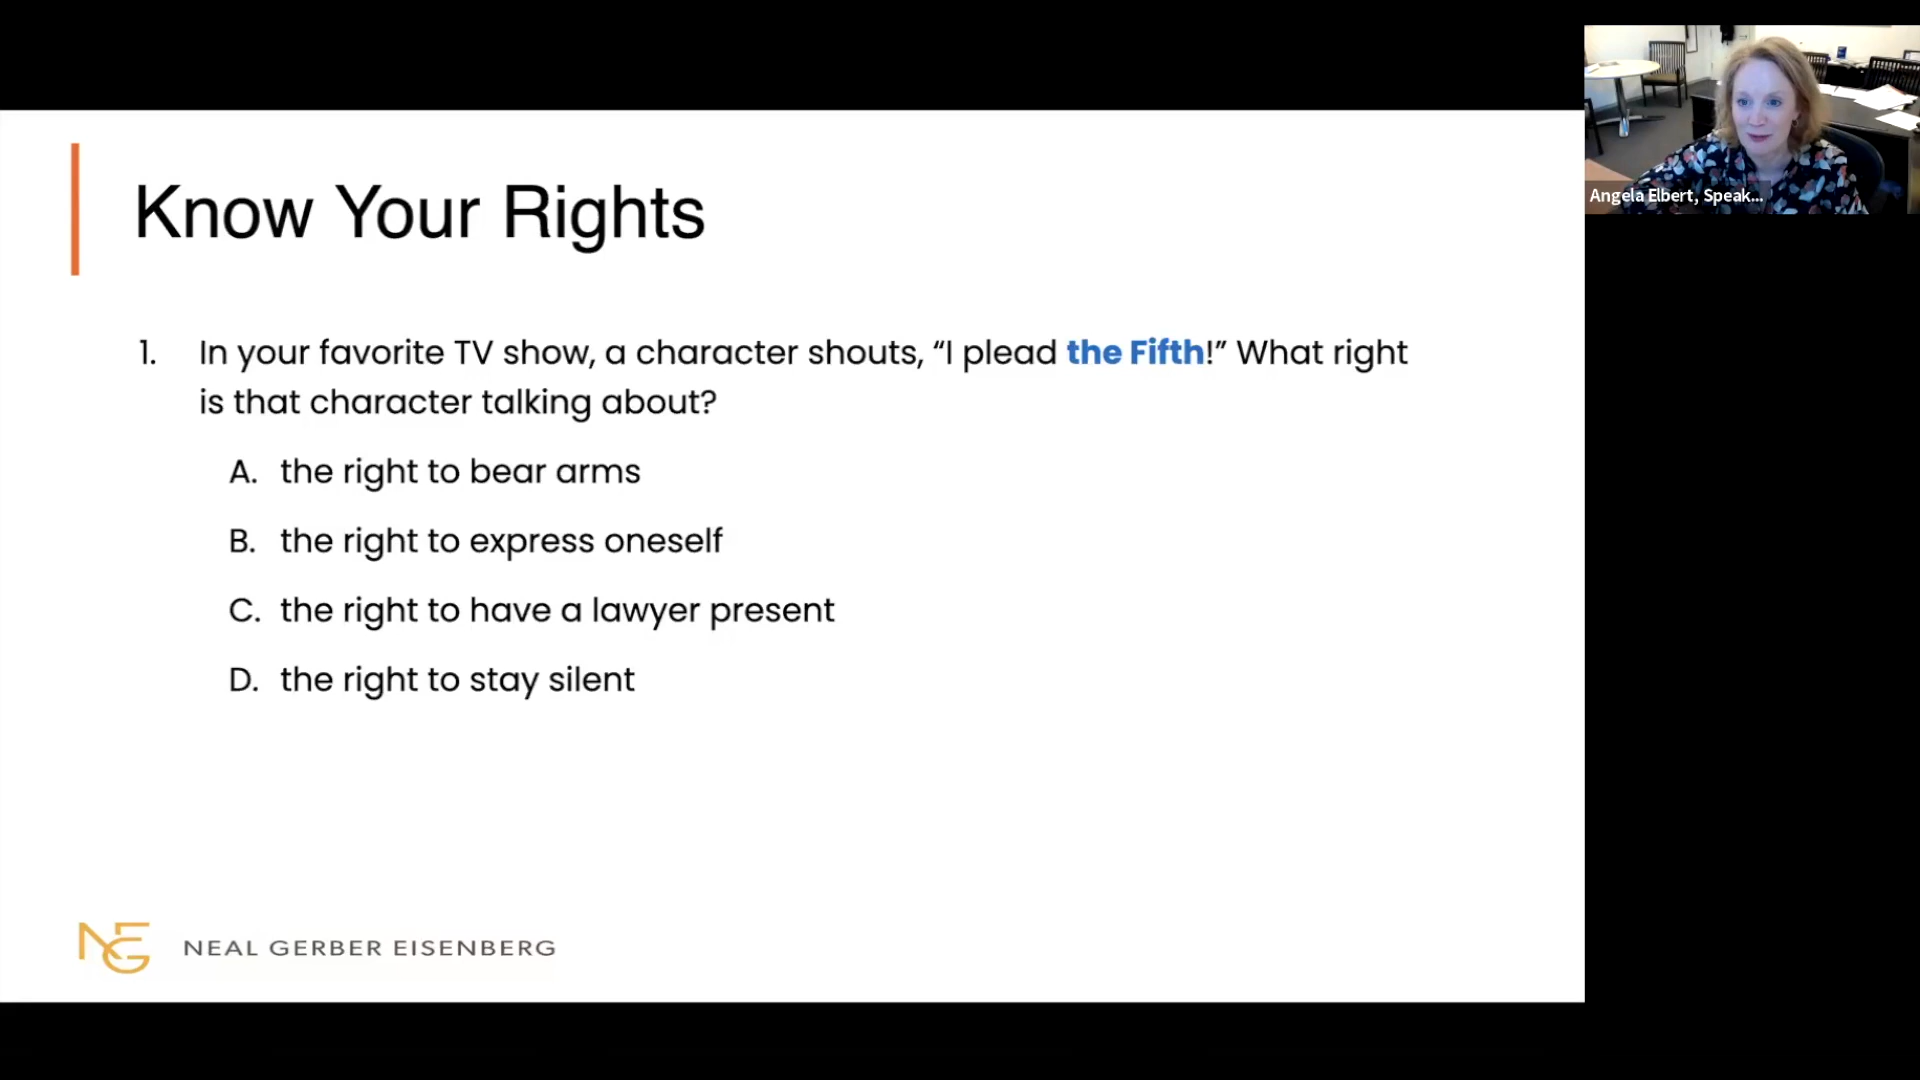 Know Your Rights
1. In your favorite TV show, a character shouts, “I plead the Fifth!” What right
is that character talking about?
A. the right to bear arms
B. the right to express oneself
C. the right to have a lawyer present
D. the right to stay silent
NEG NEAL GERBER EISENBERG
Angela Elbert, Speak...